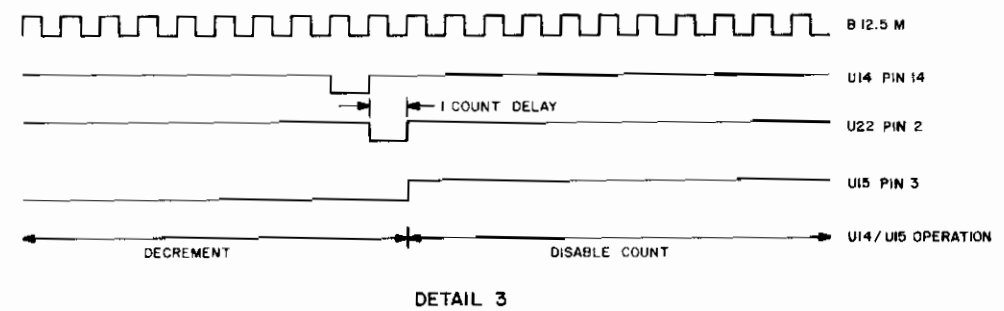 B 12.5 M
U14 PIN 14
1 COUNT DELAY
U22 PIN 2
U15 PIN 3
U14/U15 OPERATION
DECREMENT
DISABLE COUNT
DETAIL 3